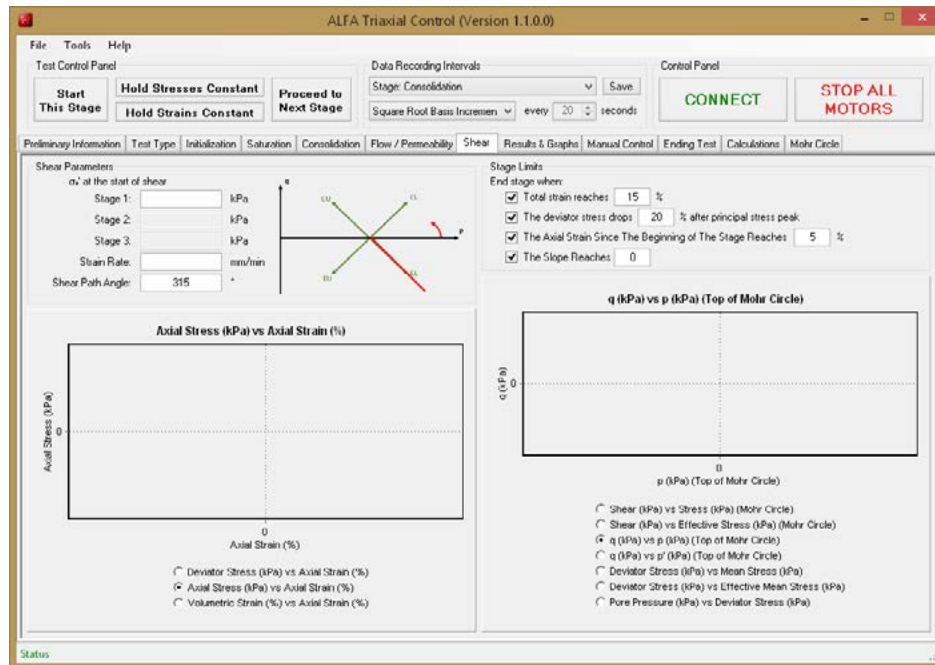 ALFA Triaxial Control (Version 1.1.0.0)
File Tools Help
Test Control Panel
Start This Stage
Hold Stresses Constant
Hold Strains Constant
Proceed to Next Stage
Data Recording Intervals
Stage: Consolidation
Save
Square Root Basis Incremen
every 20 seconds
Control Panel
CONNECT
STOP ALL MOTORS
Preliminary Information Test Type Initialization Saturation Consolidation Flow / Permeability Shear Results & Graphs Manual Control Ending Test Calculations Mohr Circle
Shear Parameters
at the start of shear
Stage 1: kPa
Stage 2: kPa
Stage 3: kPa
Strain Rate: mm/min
Shear Path Angle: 315 °
q
EU CL
P
EU CL
Stage Limits
End stage when:
Total strain reaches 15 %
The deviator stress drops 20 % after principal stress peak
The Axial Strain Since The Beginning of The Stage Reaches 5 %
The Slope Reaches 0
Axial Stress (kPa) vs Axial Strain (%)
Axial Stress (kPa)
0
0
Axial Strain (%)
Deviator Stress (kPa) vs Axial Strain (%)
Axial Stress (kPa) vs Axial Strain (%)
Volumetric Strain (%) vs Axial Strain (%)
q (kPa) vs p (kPa) (Top of Mohr Circle)
q (kPa)
0
0
p (kPa) (Top of Mohr Circle)
Shear (kPa) vs Stress (kPa) (Mohr Circle)
Shear (kPa) vs Effective Stress (kPa) (Mohr Circle)
q (kPa) vs p (kPa) (Top of Mohr Circle)
q (kPa) vs p' (kPa) (Top of Mohr Circle)
Deviator Stress (kPa) vs Mean Stress (kPa)
Deviator Stress (kPa) vs Effective Mean Stress (kPa)
Pore Pressure (kPa) vs Deviator Stress (kPa)
Status